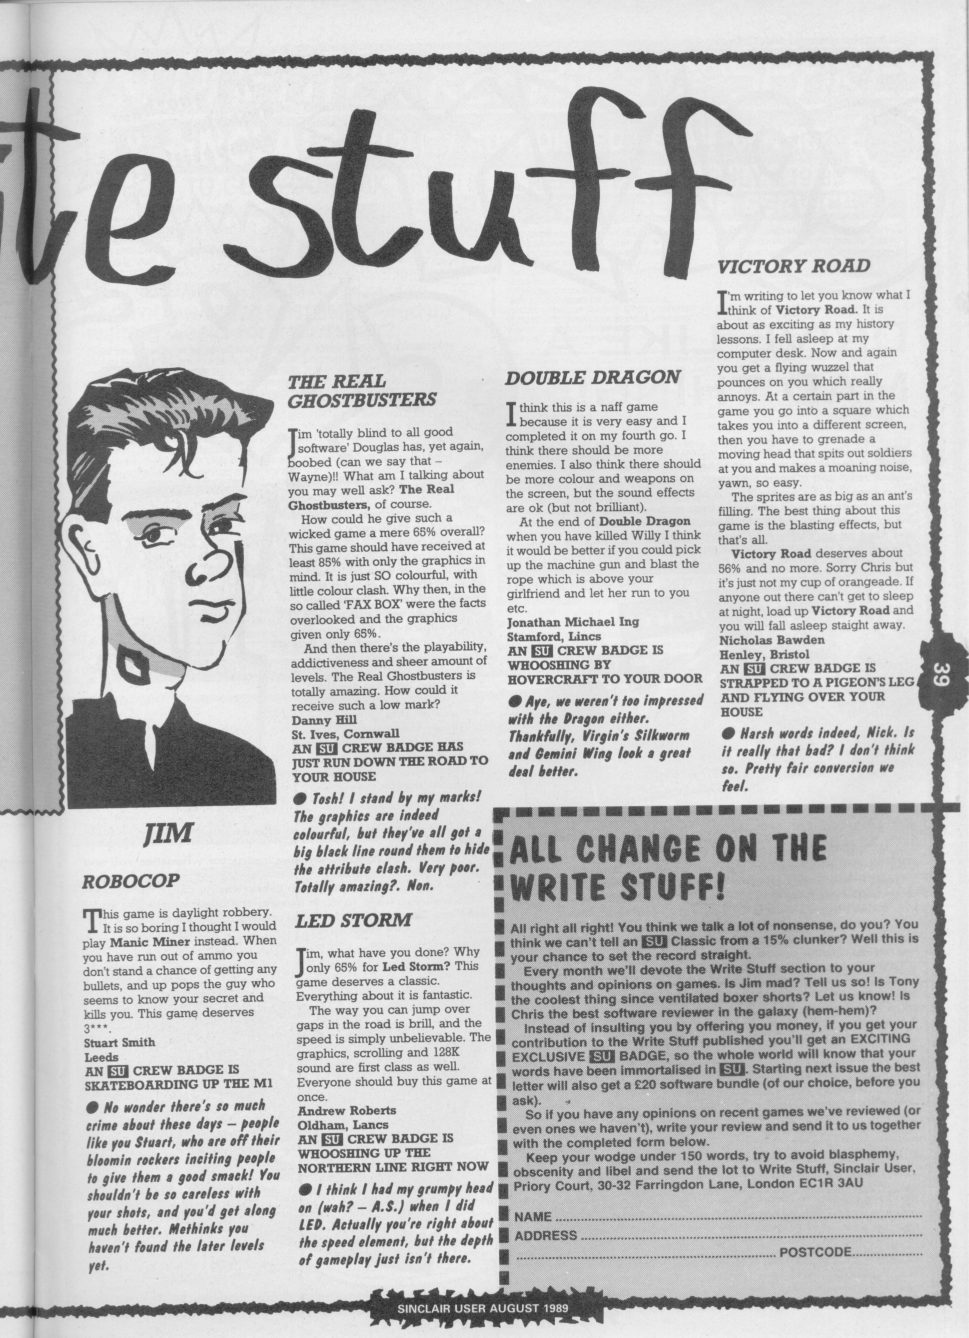 te stuff
JIM
ROBOCOP
This game is daylight robbery.
It is so boring I thought I would
play Manic Miner instead. When
you have run out of ammo you
don't stand a chance of getting any
bullets, and up pops the guy who
seems to know your secret and
kills you. This game deserves
3***.
Stuart Smith
Leeds
AN SU CREW BADGE IS
SKATEBOARDING UP THE M1
● No wonder there's so much
crime about these days – people
like you Stuart, who are off their
bloomin rockers inciting people
to give them a good smack! You
shouldn't be so careless with
your shots, and you'd get along
much better. Methinks you
haven't found the later levels
yet.
THE REAL
GHOSTBUSTERS
Jim 'totally blind to all good
software' Douglas has, yet again,
boobed (can we say that –
Wayne)!! What am I talking about
you may well ask? The Real
Ghostbusters, of course.
How could he give such a
wicked game a mere 65% overall?
This game should have received at
least 85% with only the graphics in
mind. It is just SO colourful, with
little colour clash. Why then, in the
so called 'FAX BOX' were the facts
overlooked and the graphics
given only 65%.
And then there's the playability,
addictiveness and sheer amount of
levels. The Real Ghostbusters is
totally amazing. How could it
receive such a low mark?
Danny Hill
St. Ives, Cornwall
AN SU CREW BADGE HAS
JUST RUN DOWN THE ROAD TO
YOUR HOUSE
● Tosh! I stand by my marks!
The graphics are indeed
colourful, but they've all got a
big black line round them to hide
the attribute clash. Very poor.
Totally amazing?. Non.
LED STORM
Jim, what have you done? Why
only 65% for Led Storm? This
game deserves a classic.
Everything about it is fantastic.
The way you can jump over
gaps in the road is brill, and the
speed is simply unbelievable. The
graphics, scrolling and 128K
sound are first class as well.
Everyone should buy this game at
once.
Andrew Roberts
Oldham, Lancs
AN SU CREW BADGE IS
WHOOSHING UP THE
NORTHERN LINE RIGHT NOW
● I think I had my grumpy head
on (wah? – A.S.) when I did
LED. Actually you're right about
the speed element, but the depth
of gameplay just isn't there.
DOUBLE DRAGON
I think this is a naff game
because it is very easy and I
completed it on my fourth go. I
think there should be more
enemies. I also think there should
be more colour and weapons on
the screen, but the sound effects
are ok (but not brilliant).
At the end of Double Dragon
when you have killed Willy I think
it would be better if you could pick
up the machine gun and blast the
rope which is above your
girlfriend and let her run to you
etc.
Jonathan Michael Ing
Stamford, Lincs
AN SU CREW BADGE IS
WHOOSHING BY
HOVERCRAFT TO YOUR DOOR
● Aye, we weren't too impressed
with the Dragon either.
Thankfully, Virgin's Silkworm
and Gemini Wing look a great
deal better.
VICTORY ROAD
I'm writing to let you know what I
think of Victory Road. It is
about as exciting as my history
lessons. I fell asleep at my
computer desk. Now and again
you get a flying wuzzel that
pounces on you which really
annoys. At a certain part in the
game you go into a square which
takes you into a different screen,
then you have to grenade a
moving head that spits out soldiers
at you and makes a moaning noise,
yawn, so easy.
The sprites are as big as an ant's
filling. The best thing about this
game is the blasting effects, but
that's all.
Victory Road deserves about
56% and no more. Sorry Chris but
it's just not my cup of orangeade. If
anyone out there can't get to sleep
at night, load up Victory Road and
you will fall asleep staight away.
Nicholas Bawden
Henley, Bristol
AN SU CREW BADGE IS
STRAPPED TO A PIGEON'S LEG
AND FLYING OVER YOUR
HOUSE
● Harsh words indeed, Nick. Is
it really that bad? I don't think
so. Pretty fair conversion we
feel.
39
ALL CHANGE ON THE
WRITE STUFF!
All right all right! You think we talk a lot of nonsense, do you? You
think we can't tell an SU Classic from a 15% clunker? Well this is
your chance to set the record straight.
Every month we'll devote the Write Stuff section to your
thoughts and opinions on games. Is Jim mad? Tell us so! Is Tony
the coolest thing since ventilated boxer shorts? Let us know! Is
Chris the best software reviewer in the galaxy (hem-hem)?
Instead of insulting you by offering you money, if you get your
contribution to the Write Stuff published you'll get an EXCITING
EXCLUSIVE SU BADGE, so the whole world will know that your
words have been immortalised in SU. Starting next issue the best
letter will also get a £20 software bundle (of our choice, before you
ask).
So if you have any opinions on recent games we've reviewed (or
even ones we haven't), write your review and send it to us together
with the completed form below.
Keep your wodge under 150 words, try to avoid blasphemy,
obscenity and libel and send the lot to Write Stuff, Sinclair User,
Priory Court, 30-32 Farringdon Lane, London EC1R 3AU
NAME
ADDRESS
POSTCODE
SINCLAIR USER AUGUST 1989